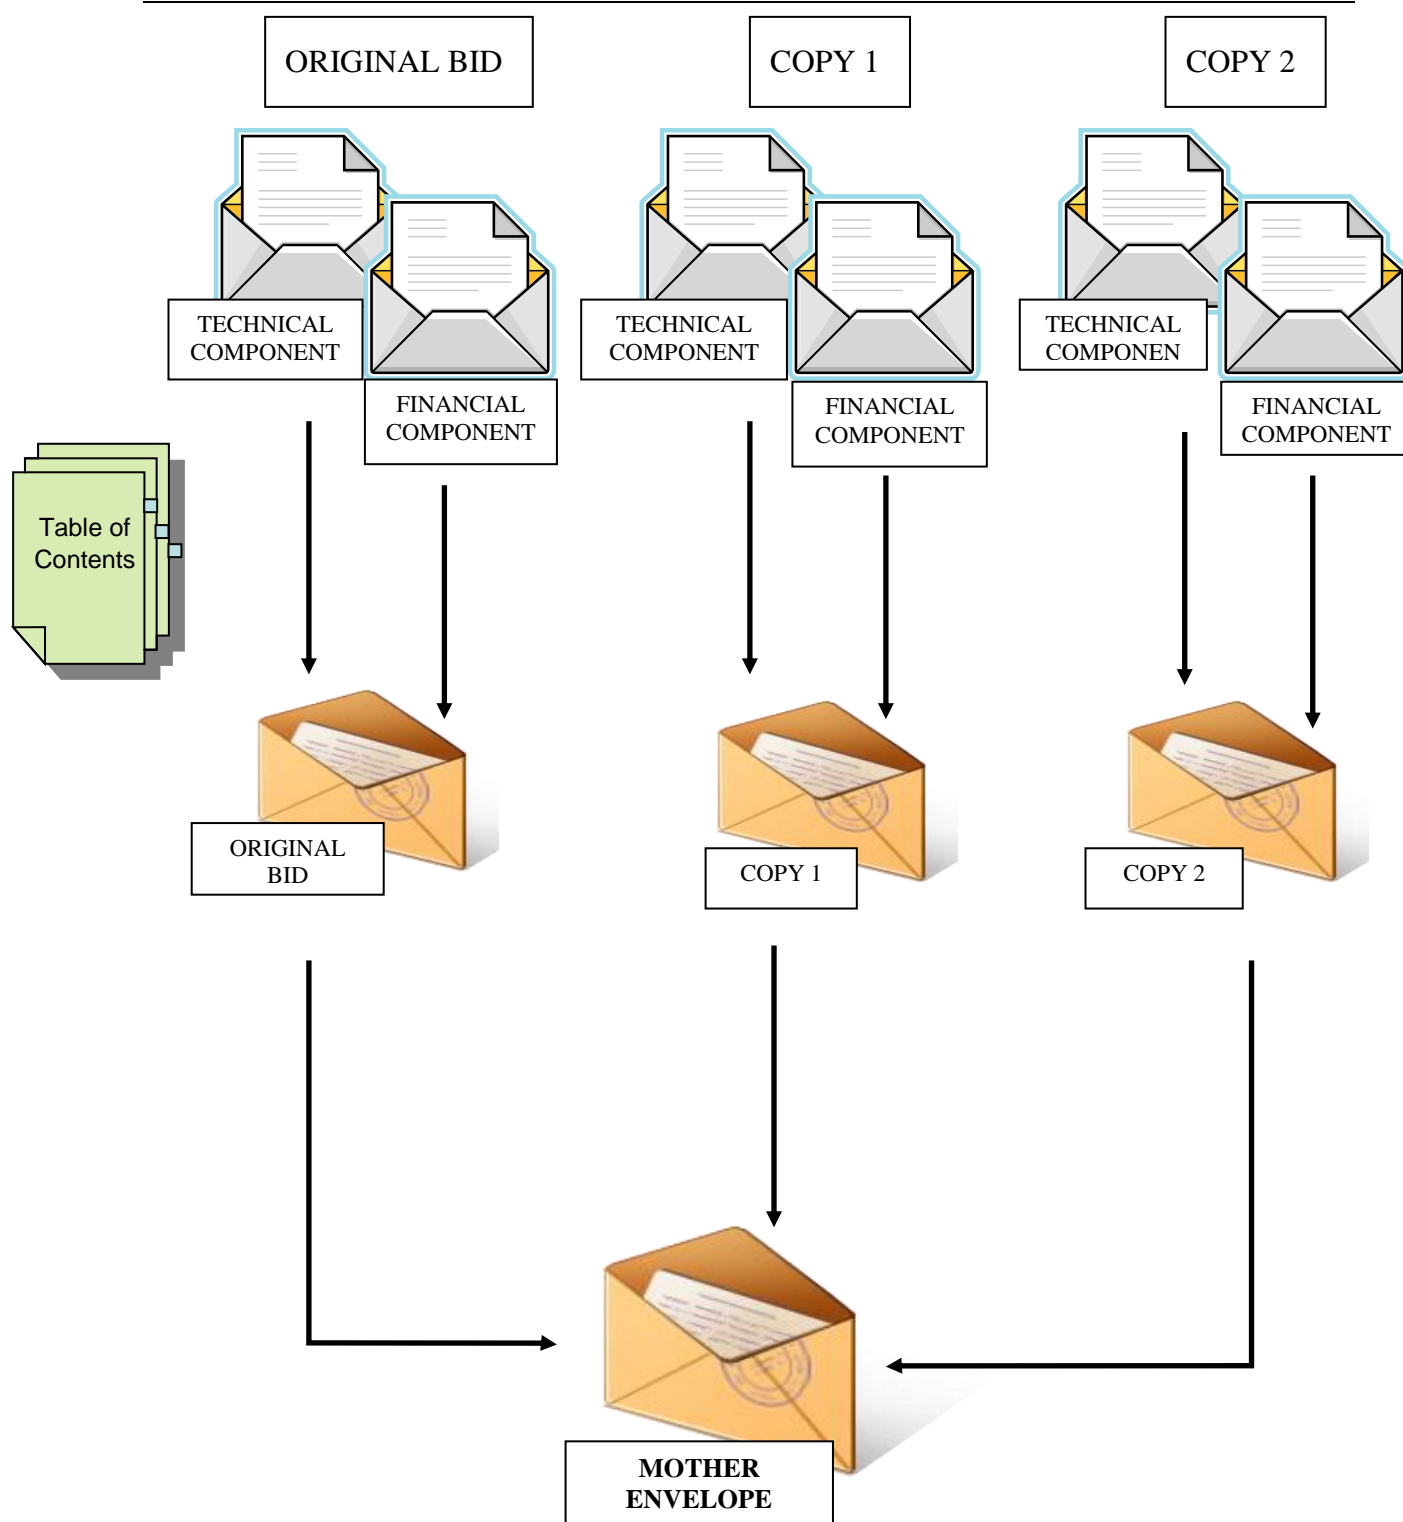 ORIGINAL BID
COPY 1
COPY 2
TECHNICAL
COMPONENT
FINANCIAL
COMPONENT
TECHNICAL
COMPONENT
FINANCIAL
COMPONENT
TECHNICAL
COMPONEN
FINANCIAL
COMPONENT
Table of
Contents
ORIGINAL
BID
COPY 1
COPY 2
MOTHER
ENVELOPE